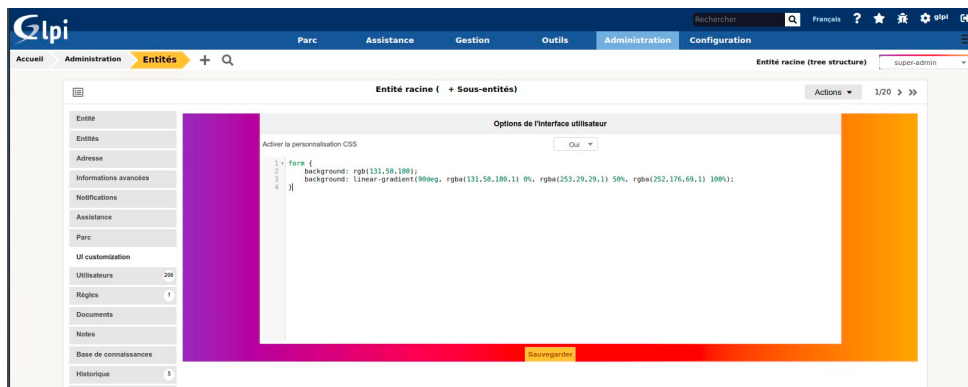 Glpi
Rechercher
Français
?
glpi
Parc Assistance Gestion Outils Administration Configuration
Accueil Administration Entités + Entité racine (tree structure) super-admin
Entité racine ( + Sous-entités) Actions 1/20
Entité
Entités
Adresse
Informations avancées
Notifications
Assistance
Parc
UI customization
Utilisateurs 206
Règles 1
Documents
Notes
Base de connaissances
Historique 5
Options de l'interface utilisateur
Activer la personnalisation CSS Oui
1 form {
2 background: rgb(131,58,180);
3 background: linear-gradient(90deg, rgba(131,58,180,1) 0%, rgba(253,29,29,1) 50%, rgba(252,176,69,1) 100%);
4 }
Sauvegarder